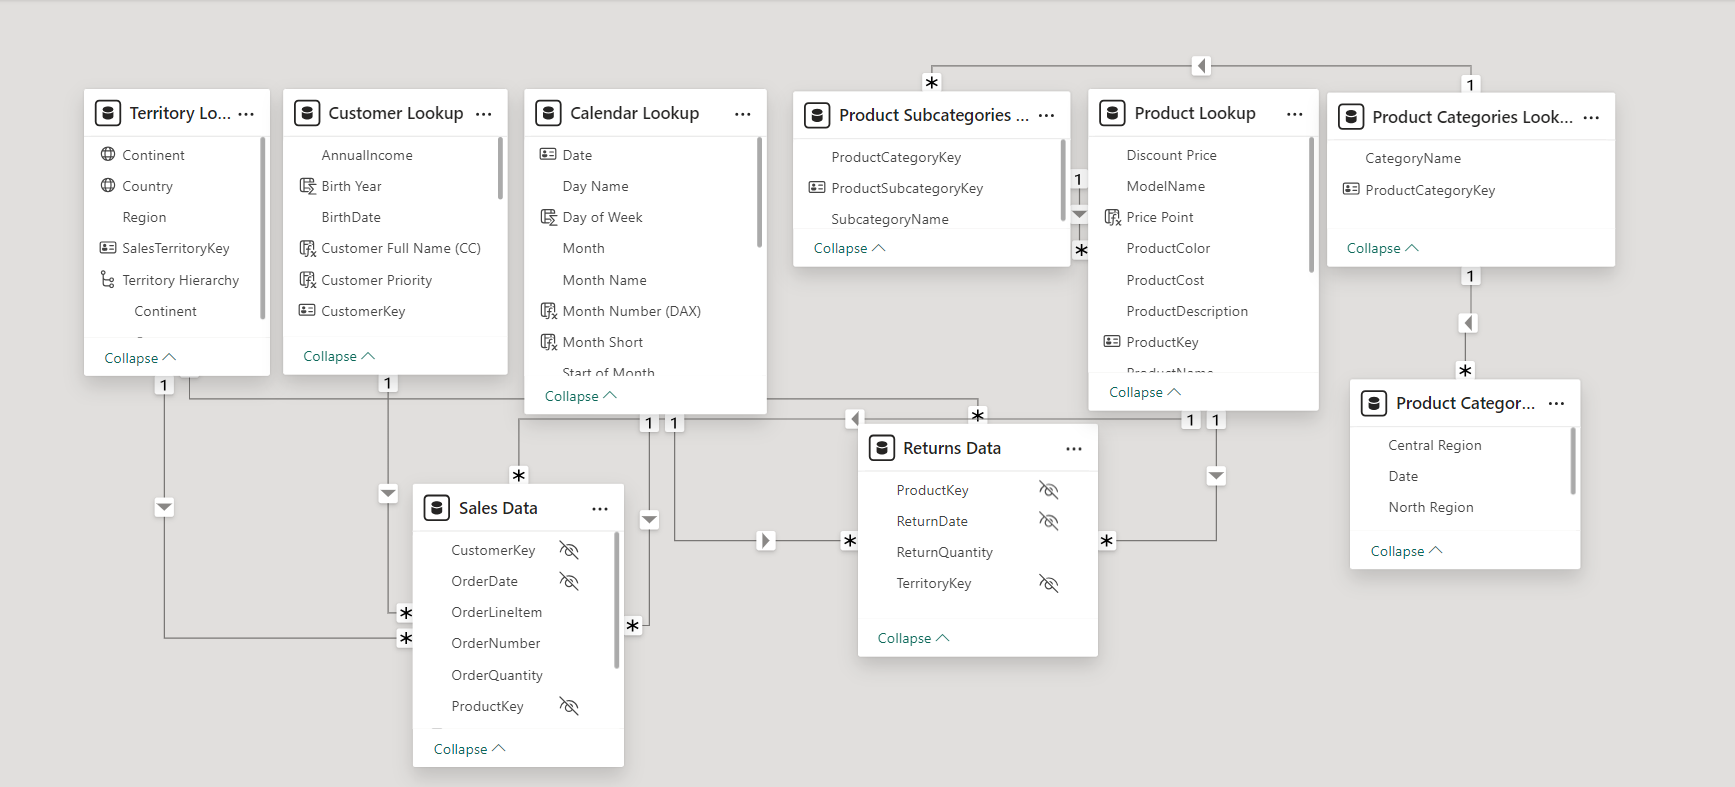 Territory Lo...
Continent
Country
Region
SalesTerritoryKey
Territory Hierarchy
Continent
Collapse
1
Customer Lookup
AnnualIncome
Birth Year
BirthDate
Customer Full Name (CC)
Customer Priority
CustomerKey
Collapse
1
Calendar Lookup
Date
Day Name
Day of Week
Month
Month Name
Month Number (DAX)
Month Short
Start of Month
Collapse
1
1
*
Product Subcategories ...
ProductCategoryKey
ProductSubcategoryKey
SubcategoryName
Collapse
1
*
Product Lookup
Discount Price
ModelName
Price Point
ProductColor
ProductCost
ProductDescription
ProductKey
ProductName
Collapse
1
1
1
Product Categories Look...
CategoryName
ProductCategoryKey
Collapse
1
*
Product Categor...
Central Region
Date
North Region
Collapse
*
Sales Data
CustomerKey
OrderDate
OrderLineItem
OrderNumber
OrderQuantity
ProductKey
Collapse
*
*
*
*
Returns Data
ProductKey
ReturnDate
ReturnQuantity
TerritoryKey
Collapse
*
*